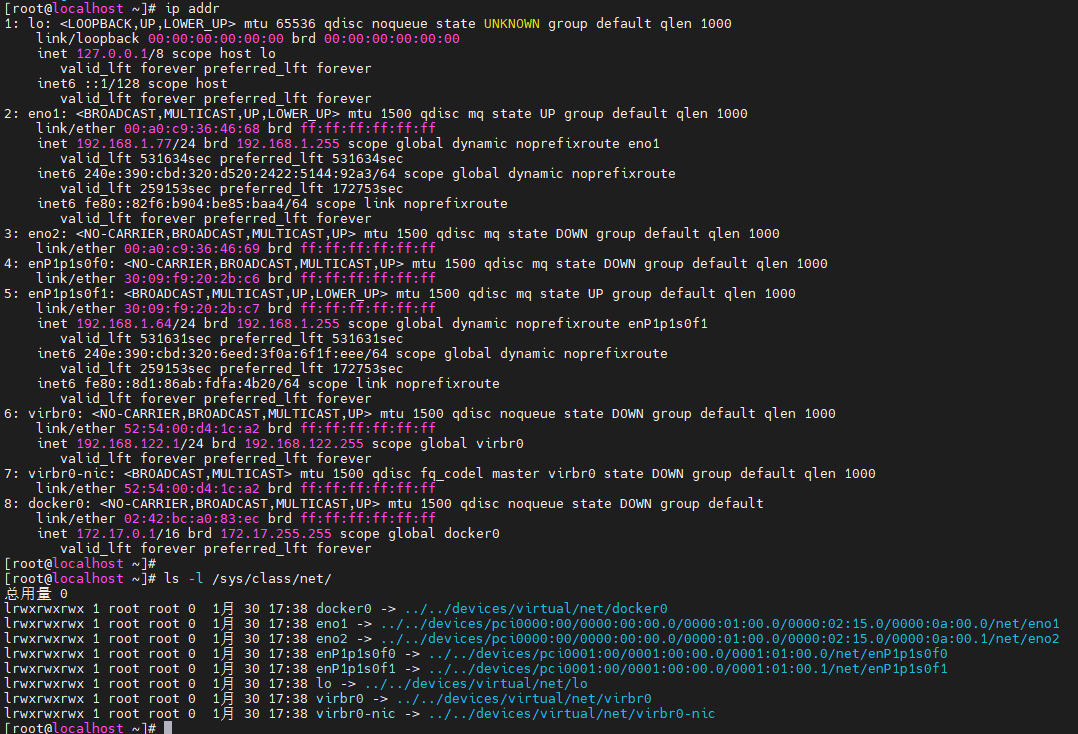 [root@localhost ~]# ip addr
1: lo: <LOOPBACK,UP,LOWER_UP> mtu 65536 qdisc noqueue state UNKNOWN group default qlen 1000
    link/loopback 00:00:00:00:00:00 brd 00:00:00:00:00:00
    inet 127.0.0.1/8 scope host lo
       valid_lft forever preferred_lft forever
    inet6 ::1/128 scope host
       valid_lft forever preferred_lft forever
2: eno1: <BROADCAST,MULTICAST,UP,LOWER_UP> mtu 1500 qdisc mq state UP group default qlen 1000
    link/ether 00:a0:c9:36:46:68 brd ff:ff:ff:ff:ff:ff
    inet 192.168.1.77/24 brd 192.168.1.255 scope global dynamic noprefixroute eno1
       valid_lft 531634sec preferred_lft 531634sec
    inet6 240e:390:cbd:320:d520:2422:5144:92a3/64 scope global dynamic noprefixroute
       valid_lft 259153sec preferred_lft 172753sec
    inet6 fe80::82f6:b904:be85:baa4/64 scope link noprefixroute
       valid_lft forever preferred_lft forever
3: eno2: <NO-CARRIER,BROADCAST,MULTICAST,UP> mtu 1500 qdisc mq state DOWN group default qlen 1000
    link/ether 00:a0:c9:36:46:69 brd ff:ff:ff:ff:ff:ff
4: enP1p1s0f0: <NO-CARRIER,BROADCAST,MULTICAST,UP> mtu 1500 qdisc mq state DOWN group default qlen 1000
    link/ether 30:09:f9:20:2b:c6 brd ff:ff:ff:ff:ff:ff
5: enP1p1s0f1: <BROADCAST,MULTICAST,UP,LOWER_UP> mtu 1500 qdisc mq state UP group default qlen 1000
    link/ether 30:09:f9:20:2b:c7 brd ff:ff:ff:ff:ff:ff
    inet 192.168.1.64/24 brd 192.168.1.255 scope global dynamic noprefixroute enP1p1s0f1
       valid_lft 531631sec preferred_lft 531631sec
    inet6 240e:390:cbd:320:6eed:3f0a:6f1f:eee/64 scope global dynamic noprefixroute
       valid_lft 259153sec preferred_lft 172753sec
    inet6 fe80::8d1:86ab:fdfa:4b20/64 scope link noprefixroute
       valid_lft forever preferred_lft forever
6: virbr0: <NO-CARRIER,BROADCAST,MULTICAST,UP> mtu 1500 qdisc noqueue state DOWN group default qlen 1000
    link/ether 52:54:00:d4:1c:a2 brd ff:ff:ff:ff:ff:ff
    inet 192.168.122.1/24 brd 192.168.122.255 scope global virbr0
       valid_lft forever preferred_lft forever
7: virbr0-nic: <BROADCAST,MULTICAST> mtu 1500 qdisc fq_codel master virbr0 state DOWN group default qlen 1000
    link/ether 52:54:00:d4:1c:a2 brd ff:ff:ff:ff:ff:ff
8: docker0: <NO-CARRIER,BROADCAST,MULTICAST,UP> mtu 1500 qdisc noqueue state DOWN group default
    link/ether 02:42:bc:a0:83:ec brd ff:ff:ff:ff:ff:ff
    inet 172.17.0.1/16 brd 172.17.255.255 scope global docker0
       valid_lft forever preferred_lft forever
[root@localhost ~]#
[root@localhost ~]# ls -l /sys/class/net/
总用量 0
lrwxrwxrwx 1 root root 0  1月 30 17:38 docker0 -> ../../devices/virtual/net/docker0
lrwxrwxrwx 1 root root 0  1月 30 17:38 eno1 -> ../../devices/pci0000:00/0000:00:00.0/0000:01:00.0/0000:02:15.0/0000:0a:00.0/net/eno1
lrwxrwxrwx 1 root root 0  1月 30 17:38 eno2 -> ../../devices/pci0000:00/0000:00:00.0/0000:01:00.0/0000:02:15.0/0000:0a:00.1/net/eno2
lrwxrwxrwx 1 root root 0  1月 30 17:38 enP1p1s0f0 -> ../../devices/pci0001:00/0001:00:00.0/0001:01:00.0/net/enP1p1s0f0
lrwxrwxrwx 1 root root 0  1月 30 17:38 enP1p1s0f1 -> ../../devices/pci0001:00/0001:00:00.0/0001:01:00.1/net/enP1p1s0f1
lrwxrwxrwx 1 root root 0  1月 30 17:38 lo -> ../../devices/virtual/net/lo
lrwxrwxrwx 1 root root 0  1月 30 17:38 virbr0 -> ../../devices/virtual/net/virbr0
lrwxrwxrwx 1 root root 0  1月 30 17:38 virbr0-nic -> ../../devices/virtual/net/virbr0-nic
[root@localhost ~]#